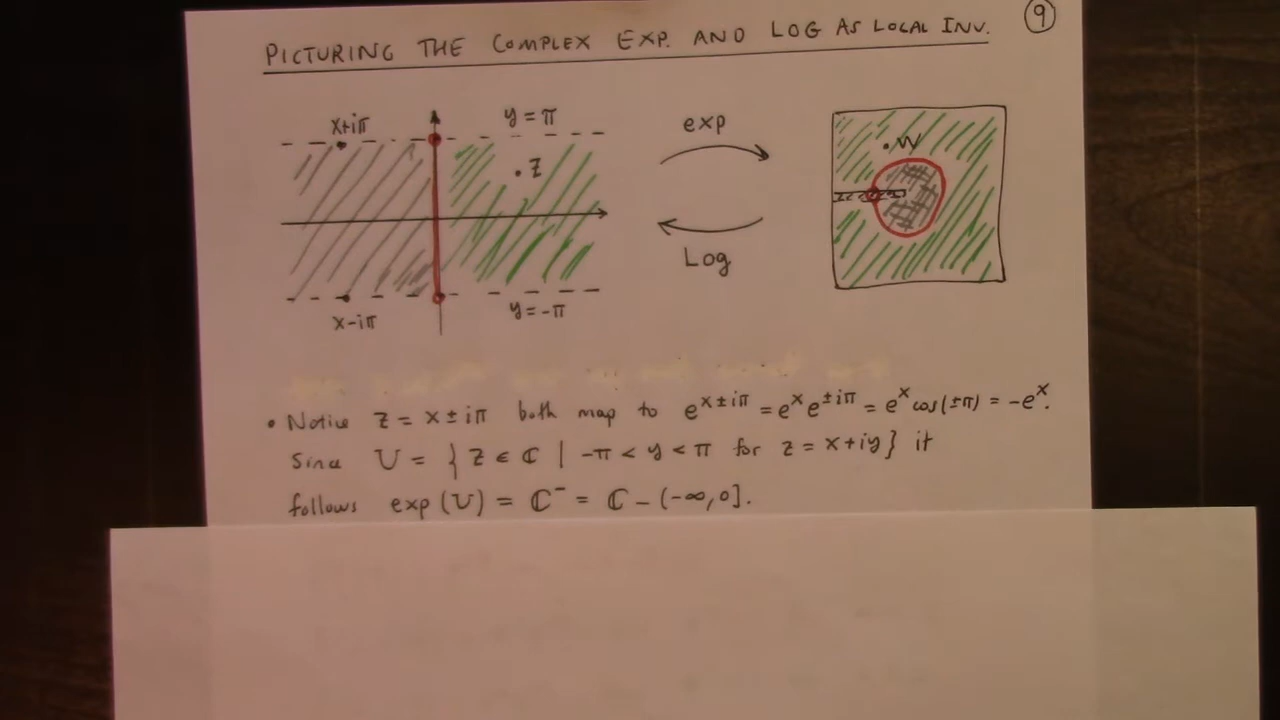 PICTURING THE COMPLEX EXP. AND LOG AS LOCAL INV.
9
x+iπ
y = π
z
x-iπ
y = -π
exp
Log
w
• Notice z = x ± iπ both map to e^{x±iπ} = e^x e^{±iπ} = e^x cos(±π) = -e^x.
Since U = { z ∈ ℂ | -π < y < π for z = x+iy } it
follows exp(U) = ℂ⁻ = ℂ - (-∞,0].